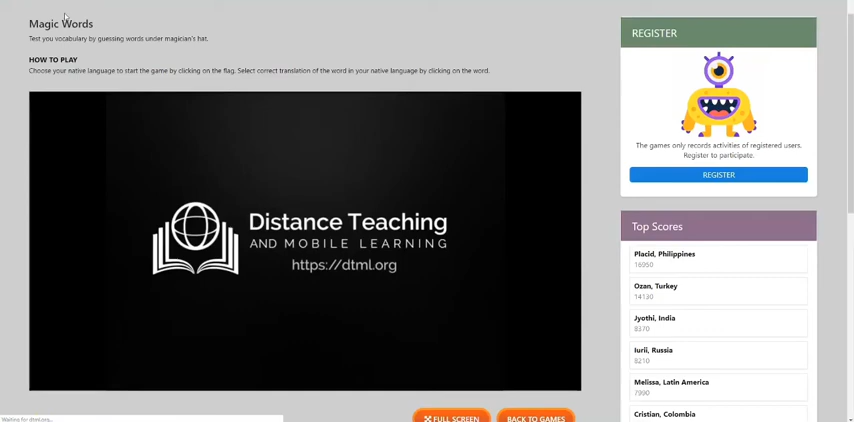 Magic Words
Test you vocabulary by guessing words under magician's hat.
HOW TO PLAY
Choose your native language to start the game by clicking on the flag. Select correct translation of the word in your native language by clicking on the word.
Distance Teaching
AND MOBILE LEARNING
https://dtml.org
FULL SCREEN
BACK TO GAMES
Waiting for dtml.org...
REGISTER
The games only records activities of registered users.
Register to participate.
REGISTER
Top Scores
Placid, Philippines
16950
Ozan, Turkey
14130
Jyothi, India
8370
Iurii, Russia
8210
Melissa, Latin America
7990
Cristian, Colombia